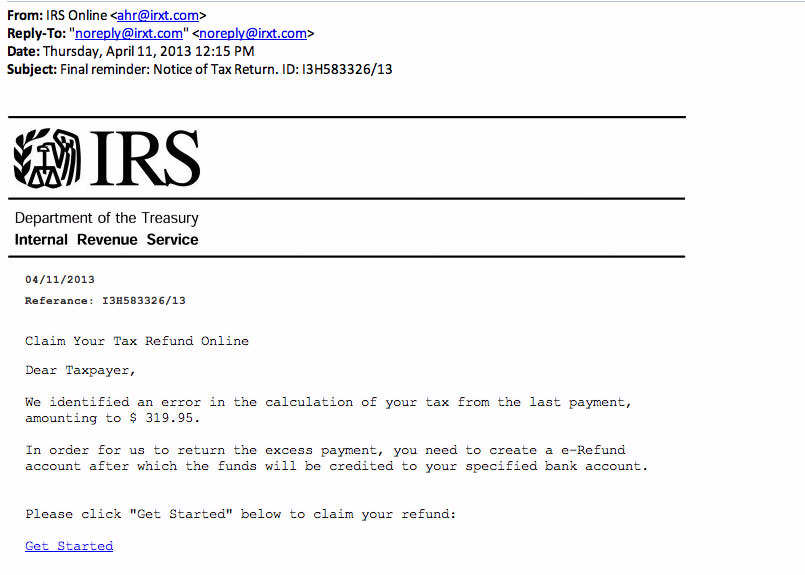 From: IRS Online <ahr@irxt.com>
Reply-To: "noreply@irxt.com" <noreply@irxt.com>
Date: Thursday, April 11, 2013 12:15 PM
Subject: Final reminder: Notice of Tax Return. ID: I3H583326/13
IRS
Department of the Treasury
Internal Revenue Service
04/11/2013
Referance: I3H583326/13
Claim Your Tax Refund Online
Dear Taxpayer,
We identified an error in the calculation of your tax from the last payment,
amounting to $ 319.95.
In order for us to return the excess payment, you need to create a e-Refund
account after which the funds will be credited to your specified bank account.
Please click "Get Started" below to claim your refund:
Get Started